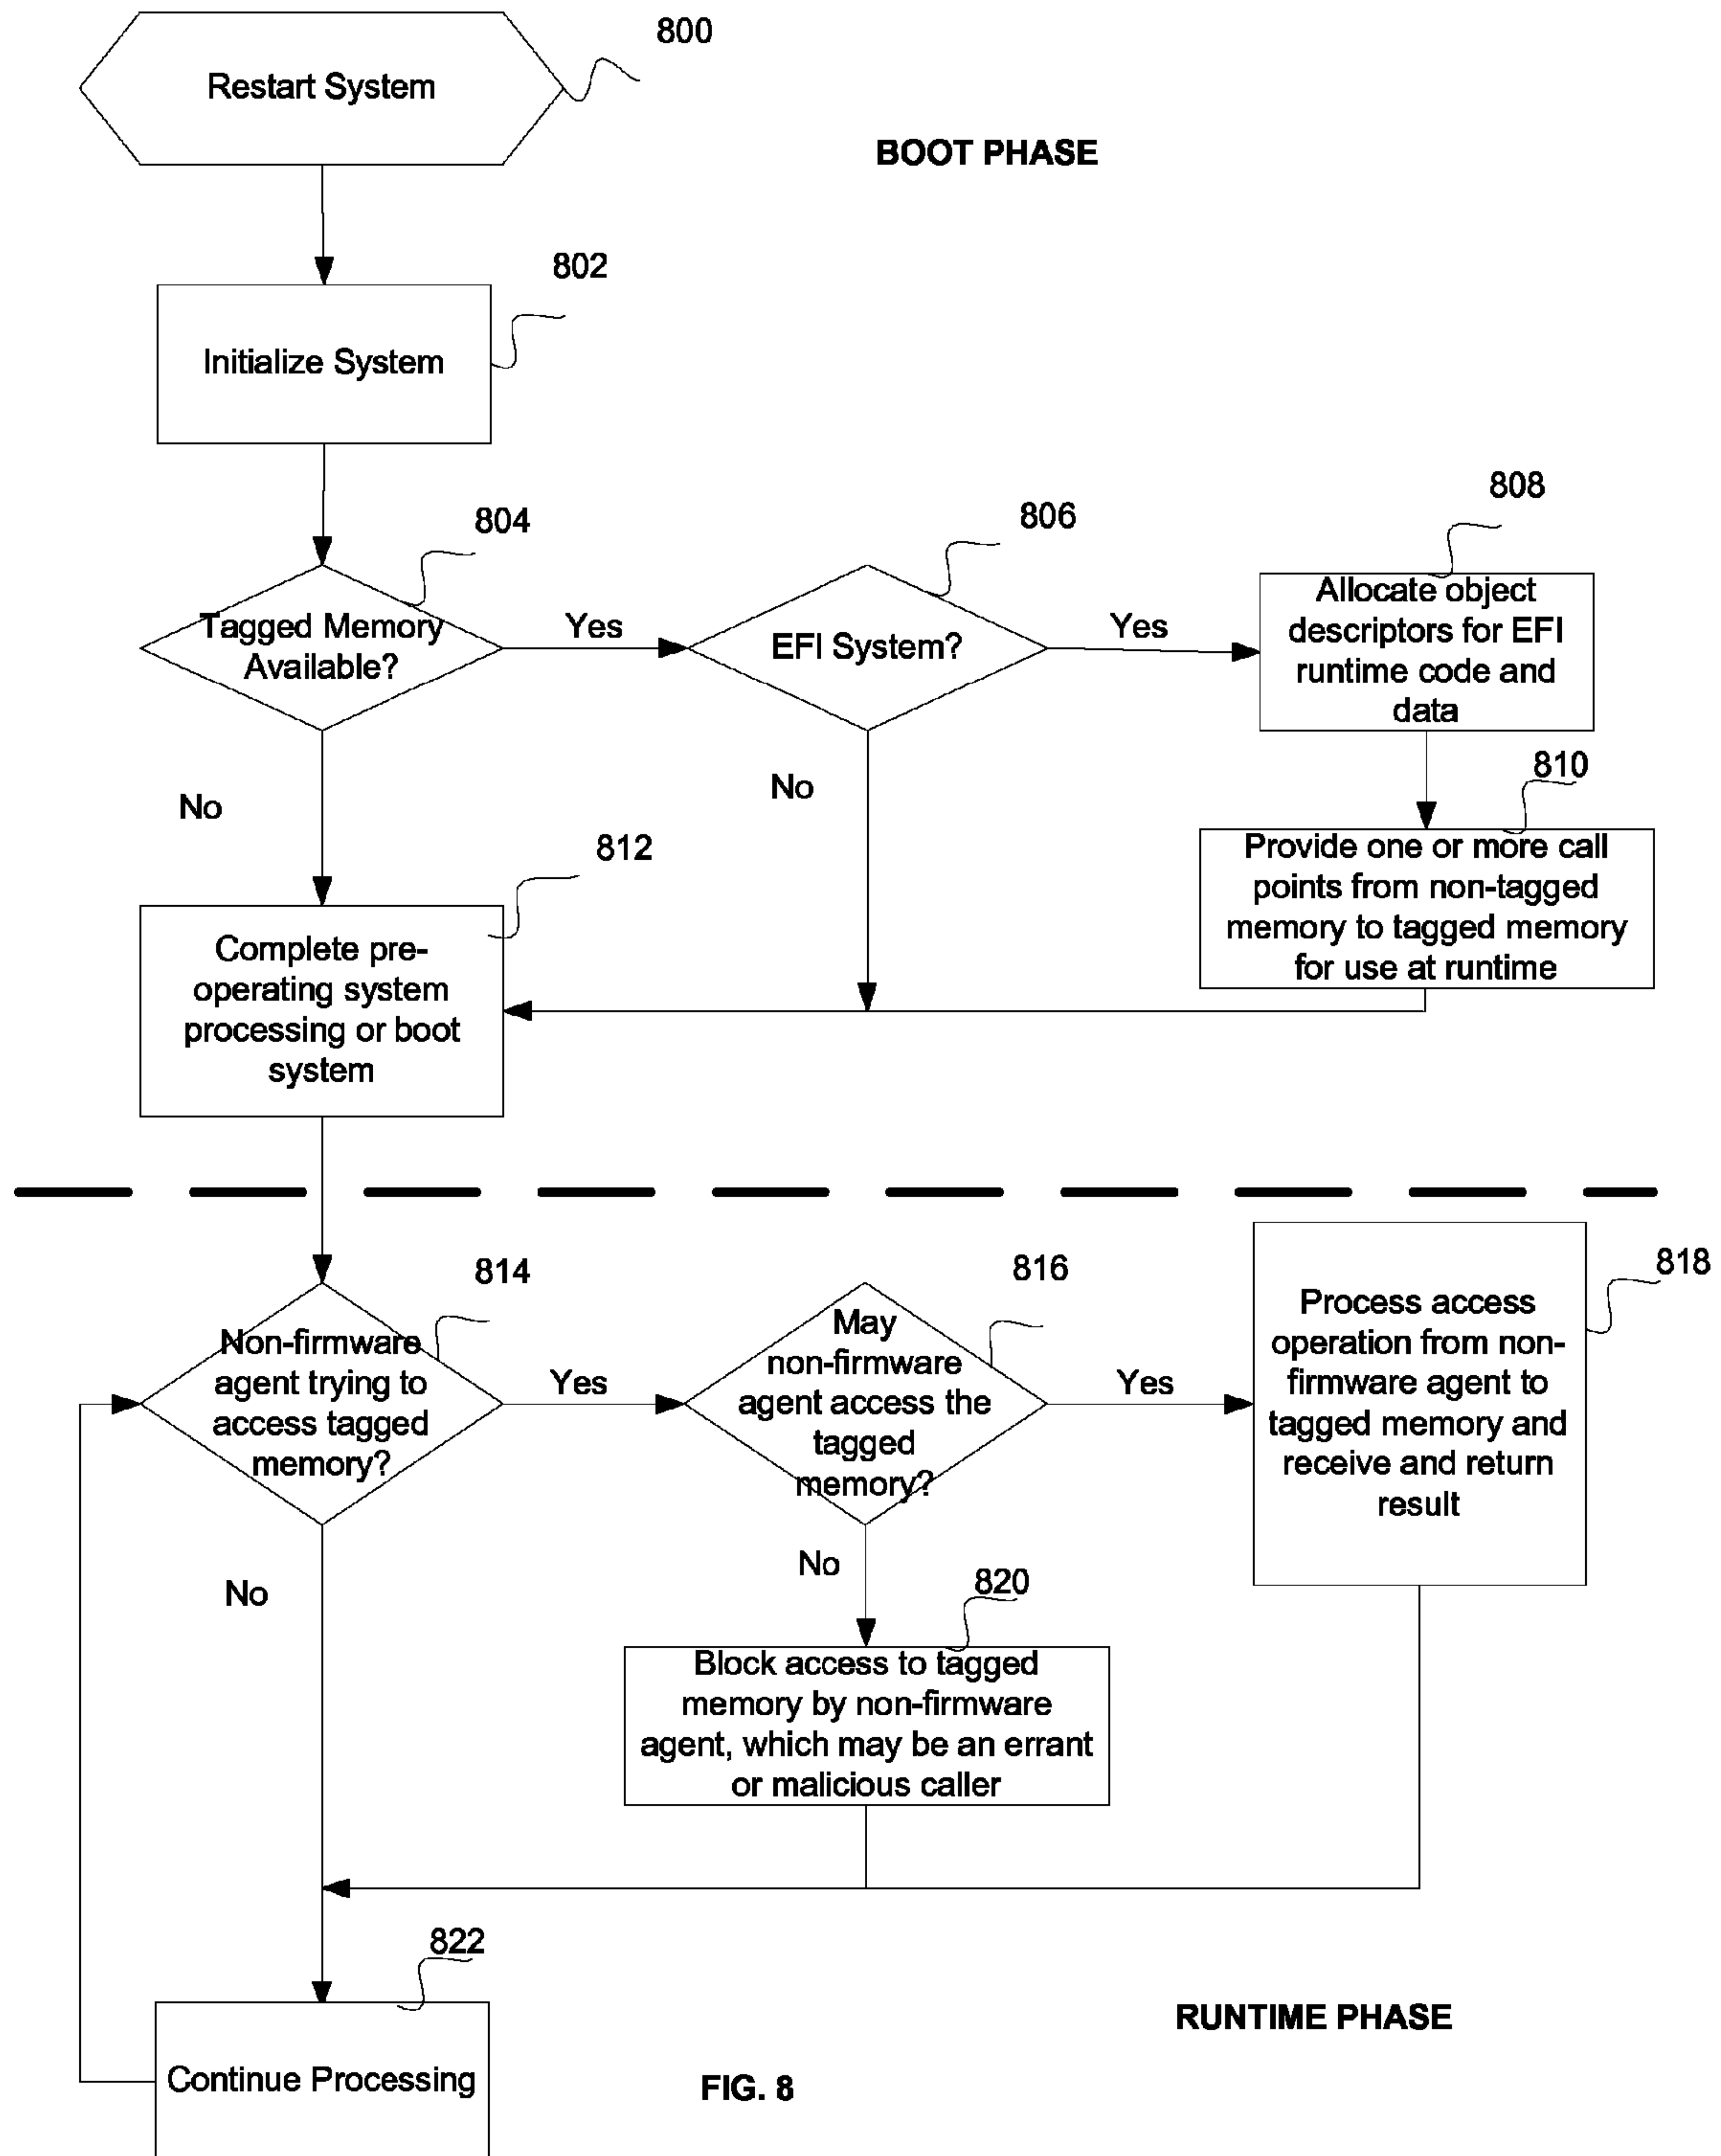 800
Restart System
BOOT PHASE
802
Initialize System
804
806
808
Tagged Memory
Available?
Yes
EFI System?
Yes
Allocate object
descriptors for EFI
runtime code and
data
No
No
810
Provide one or more call
points from non-tagged
memory to tagged memory
for use at runtime
812
Complete pre-
operating system
processing or boot
system
814
816
818
Non-firmware
agent trying to
access tagged
memory?
Yes
May
non-firmware
agent access the
tagged
memory?
Yes
Process access
operation from non-
firmware agent to
tagged memory and
receive and return
result
No
No
820
Block access to tagged
memory by non-firmware
agent, which may be an errant
or malicious caller
822
Continue Processing
RUNTIME PHASE
FIG. 8